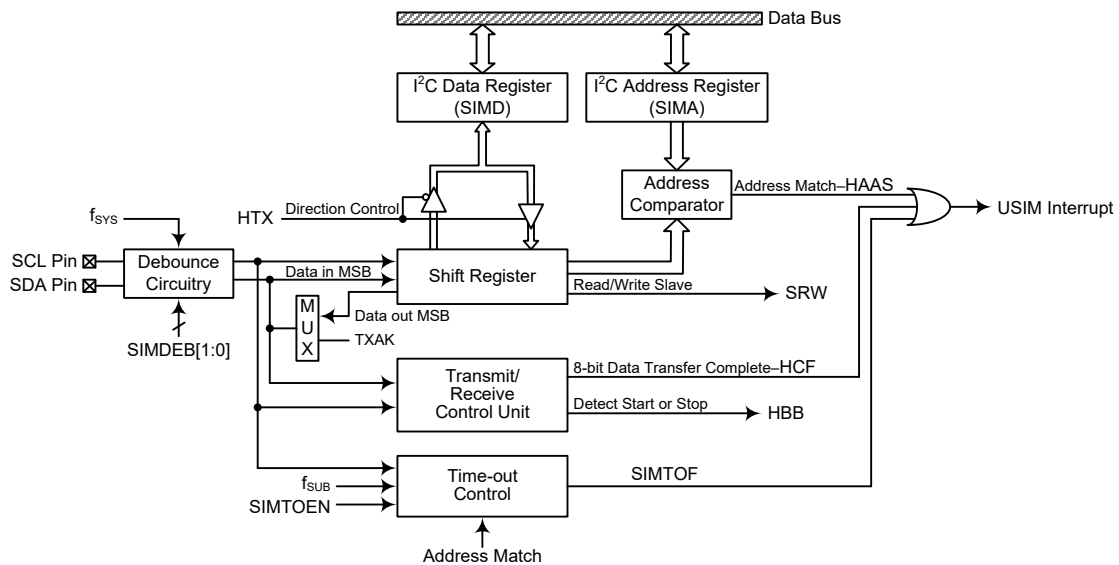 Data Bus
I²C Data Register
(SIMD)
I²C Address Register
(SIMA)
Address
Comparator
Address Match–HAAS
USIM Interrupt
HTX
Direction Control
fSYS
SCL Pin
SDA Pin
Debounce
Circuitry
SIMDEB[1:0]
Data in MSB
Shift Register
Read/Write Slave
SRW
M
U
X
Data out MSB
TXAK
Transmit/
Receive
Control Unit
8-bit Data Transfer Complete–HCF
Detect Start or Stop
HBB
fSUB
SIMTOEN
Time-out
Control
SIMTOF
Address Match